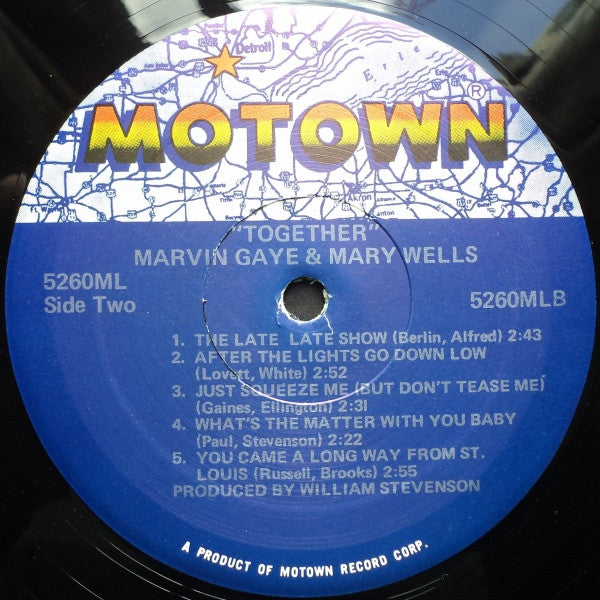 Detroit
Erie
MOTOWN®
Akron
"TOGETHER"
MARVIN GAYE & MARY WELLS
5260ML
Side Two
5260MLB
1. THE LATE LATE SHOW (Berlin, Alfred) 2:43
2. AFTER THE LIGHTS GO DOWN LOW
(Lovett, White) 2:52
3. JUST SQUEEZE ME (BUT DON'T TEASE ME)
(Gaines, Ellington) 2:31
4. WHAT'S THE MATTER WITH YOU BABY
(Paul, Stevenson) 2:22
5. YOU CAME A LONG WAY FROM ST.
LOUIS (Russell, Brooks) 2:55
PRODUCED BY WILLIAM STEVENSON
A PRODUCT OF MOTOWN RECORD CORP.